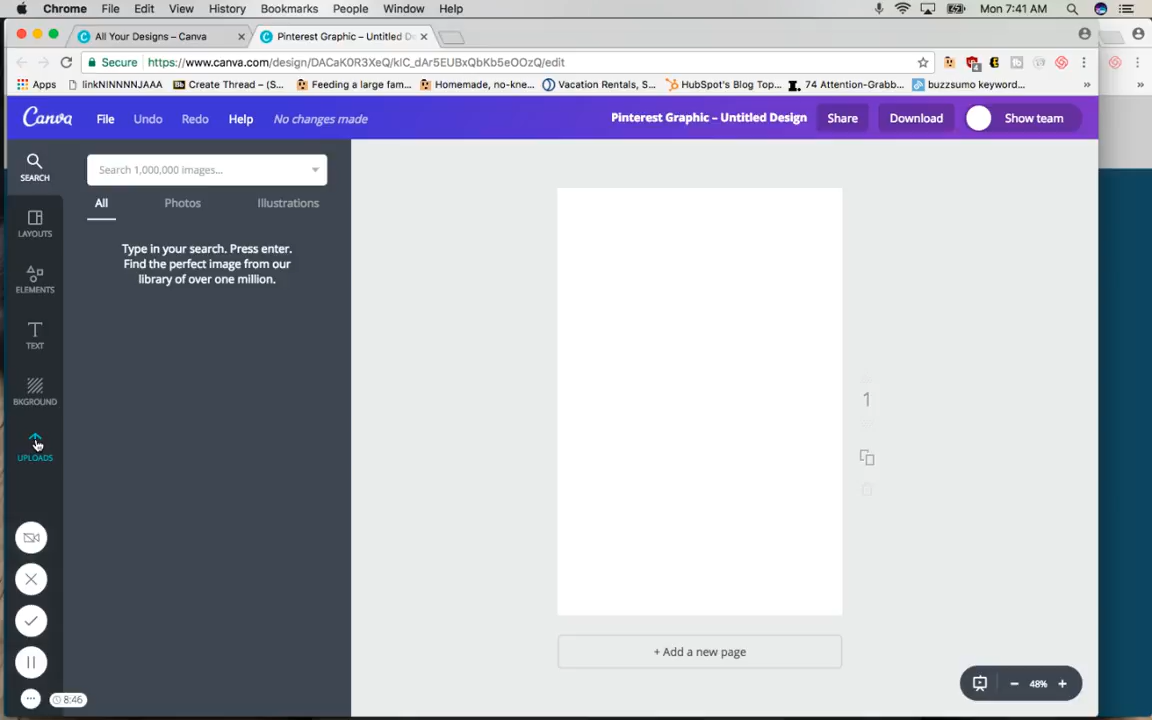 Chrome File Edit View History Bookmarks People Window Help Mon 7:41 AM
All Your Designs – Canva
Pinterest Graphic – Untitled De
Secure https://www.canva.com/design/DACaK0R3XeQ/kIC_dAr5EUBxQbKb5eOOzQ/edit
Apps linkNINNNNJAAA Create Thread – (S... Feeding a large fam... Homemade, no-kne... Vacation Rentals, S... HubSpot's Blog Top... 74 Attention-Grabb... buzzsumo keyword... »
Canva File Undo Redo Help No changes made Pinterest Graphic – Untitled Design Share Download Show team
SEARCH
Search 1,000,000 images...
All Photos Illustrations
Type in your search. Press enter.
Find the perfect image from our
library of over one million.
LAYOUTS
ELEMENTS
TEXT
BKGROUND
UPLOADS
1
+ Add a new page
8:46
48%